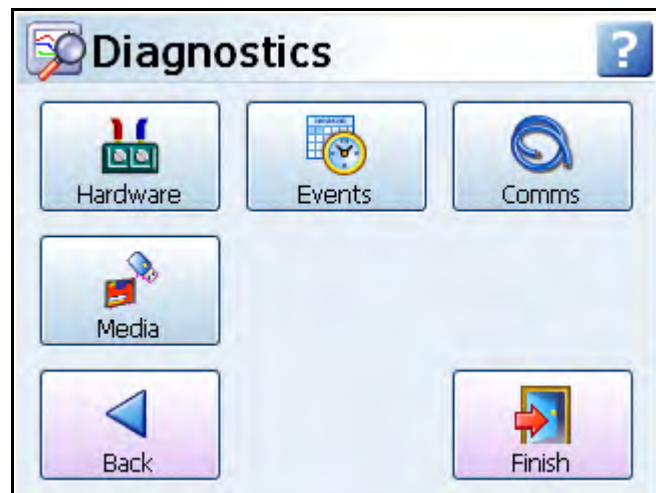 Diagnostics
?
Hardware
Events
Comms
Media
Back
Finish